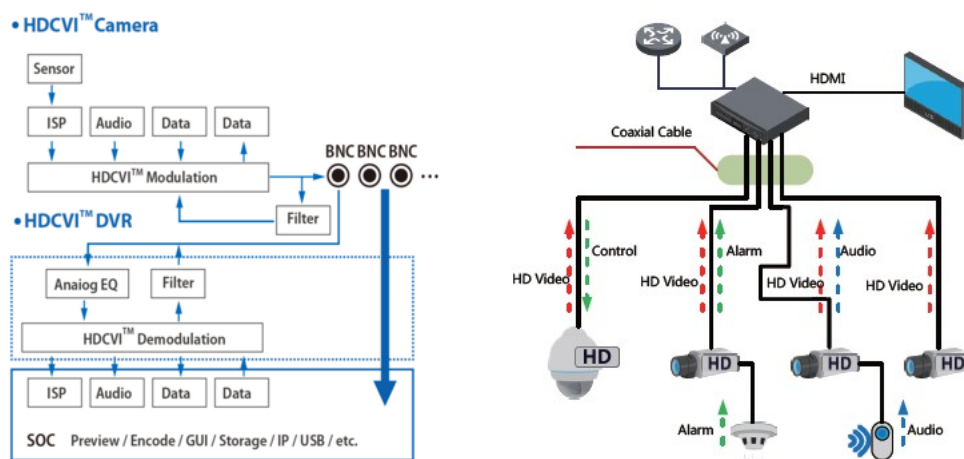 • HDCVI™ Camera
Sensor
ISP Audio Data Data
HDCVI™ Modulation
BNC BNC BNC ...
Filter
• HDCVI™ DVR
Anaiog EQ Filter
HDCVI™ Demodulation
ISP Audio Data Data
SOC Preview / Encode / GUI / Storage / IP / USB / etc.
HDMI
Coaxial Cable
Control Alarm Audio
HD Video HD Video HD Video HD Video
HD HD HD HD
Alarm Audio